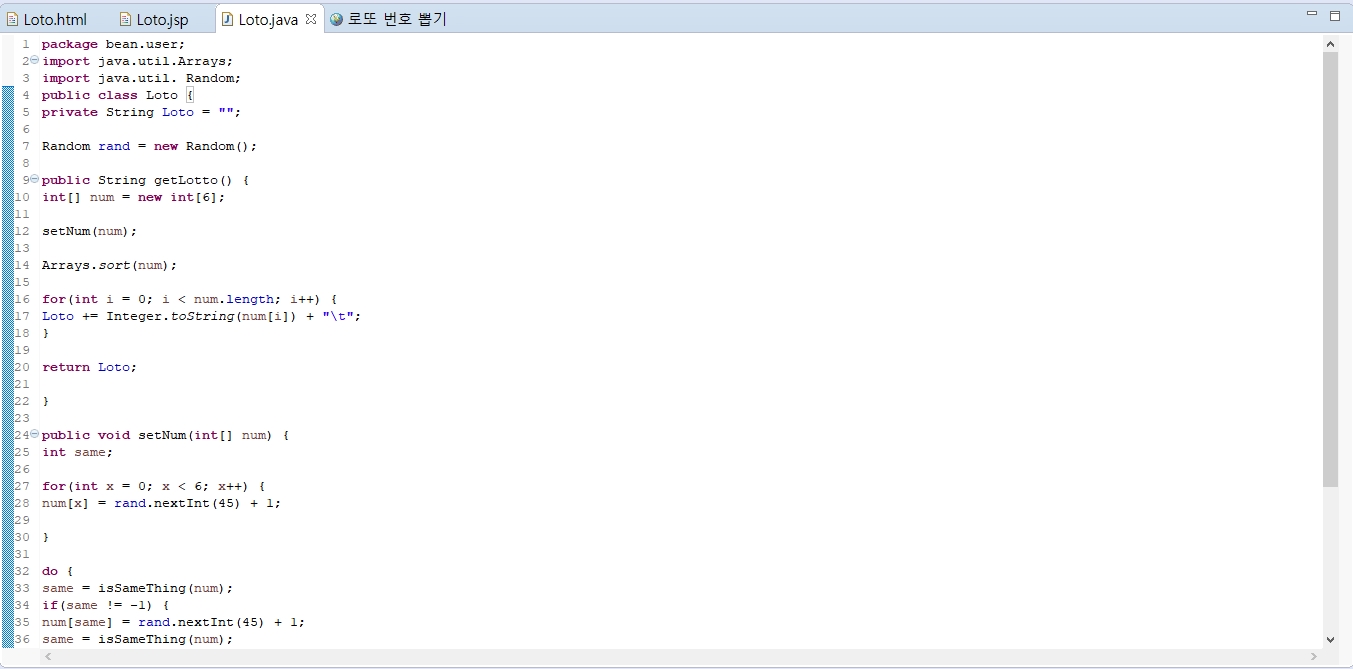 Loto.html Loto.jsp Loto.java 로또 번호 뽑기
1 package bean.user;
2 import java.util.Arrays;
3 import java.util. Random;
4 public class Loto {
5 private String Loto = "";
6
7 Random rand = new Random();
8
9 public String getLotto() {
10 int[] num = new int[6];
11
12 setNum(num);
13
14 Arrays.sort(num);
15
16 for(int i = 0; i < num.length; i++) {
17 Loto += Integer.toString(num[i]) + "\t";
18 }
19
20 return Loto;
21
22 }
23
24 public void setNum(int[] num) {
25 int same;
26
27 for(int x = 0; x < 6; x++) {
28 num[x] = rand.nextInt(45) + 1;
29
30 }
31
32 do {
33 same = isSameThing(num);
34 if(same != -1) {
35 num[same] = rand.nextInt(45) + 1;
36 same = isSameThing(num);